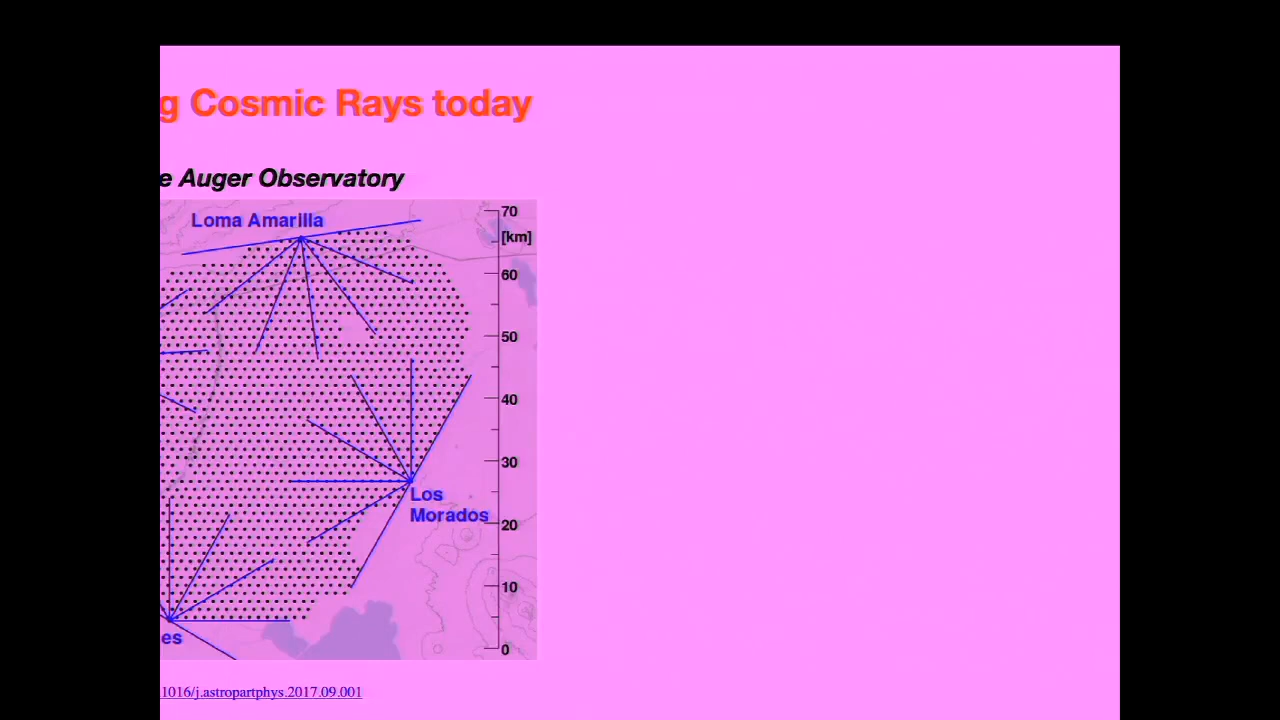 g Cosmic Rays today
e Auger Observatory
Loma Amarilla
70
[km]
60
50
40
30
Los
Morados
20
10
es
0
1016/j.astropartphys.2017.09.001